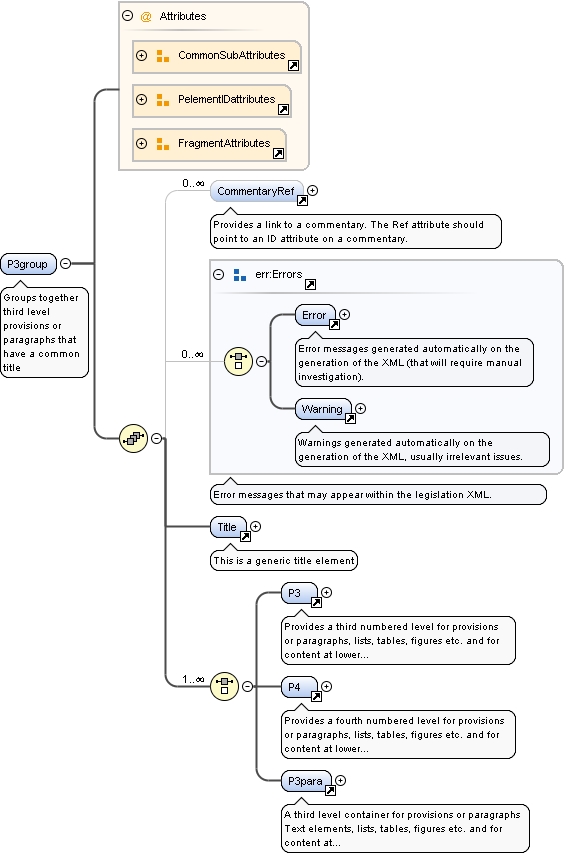 Attributes
CommonSubAttributes
PelementIDattributes
FragmentAttributes
0..∞
CommentaryRef
Provides a link to a commentary. The Ref attribute should
point to an ID attribute on a commentary.
P3group
Groups together
third level
provisions or
paragraphs that
have a common
title
err:Errors
Error
0..∞
Error messages generated automatically on the
generation of the XML (that will require manual
investigation).
Warning
Warnings generated automatically on the
generation of the XML, usually irrelevant issues.
Error messages that may appear within the legislation XML.
Title
This is a generic title element
P3
Provides a third numbered level for provisions
or paragraphs, lists, tables, figures etc. and for
content at lower...
1..∞
P4
Provides a fourth numbered level for provisions
or paragraphs, lists, tables, figures etc. and for
content at lower...
P3para
A third level container for provisions or paragraphs
Text elements, lists, tables, figures etc. and for
content at...